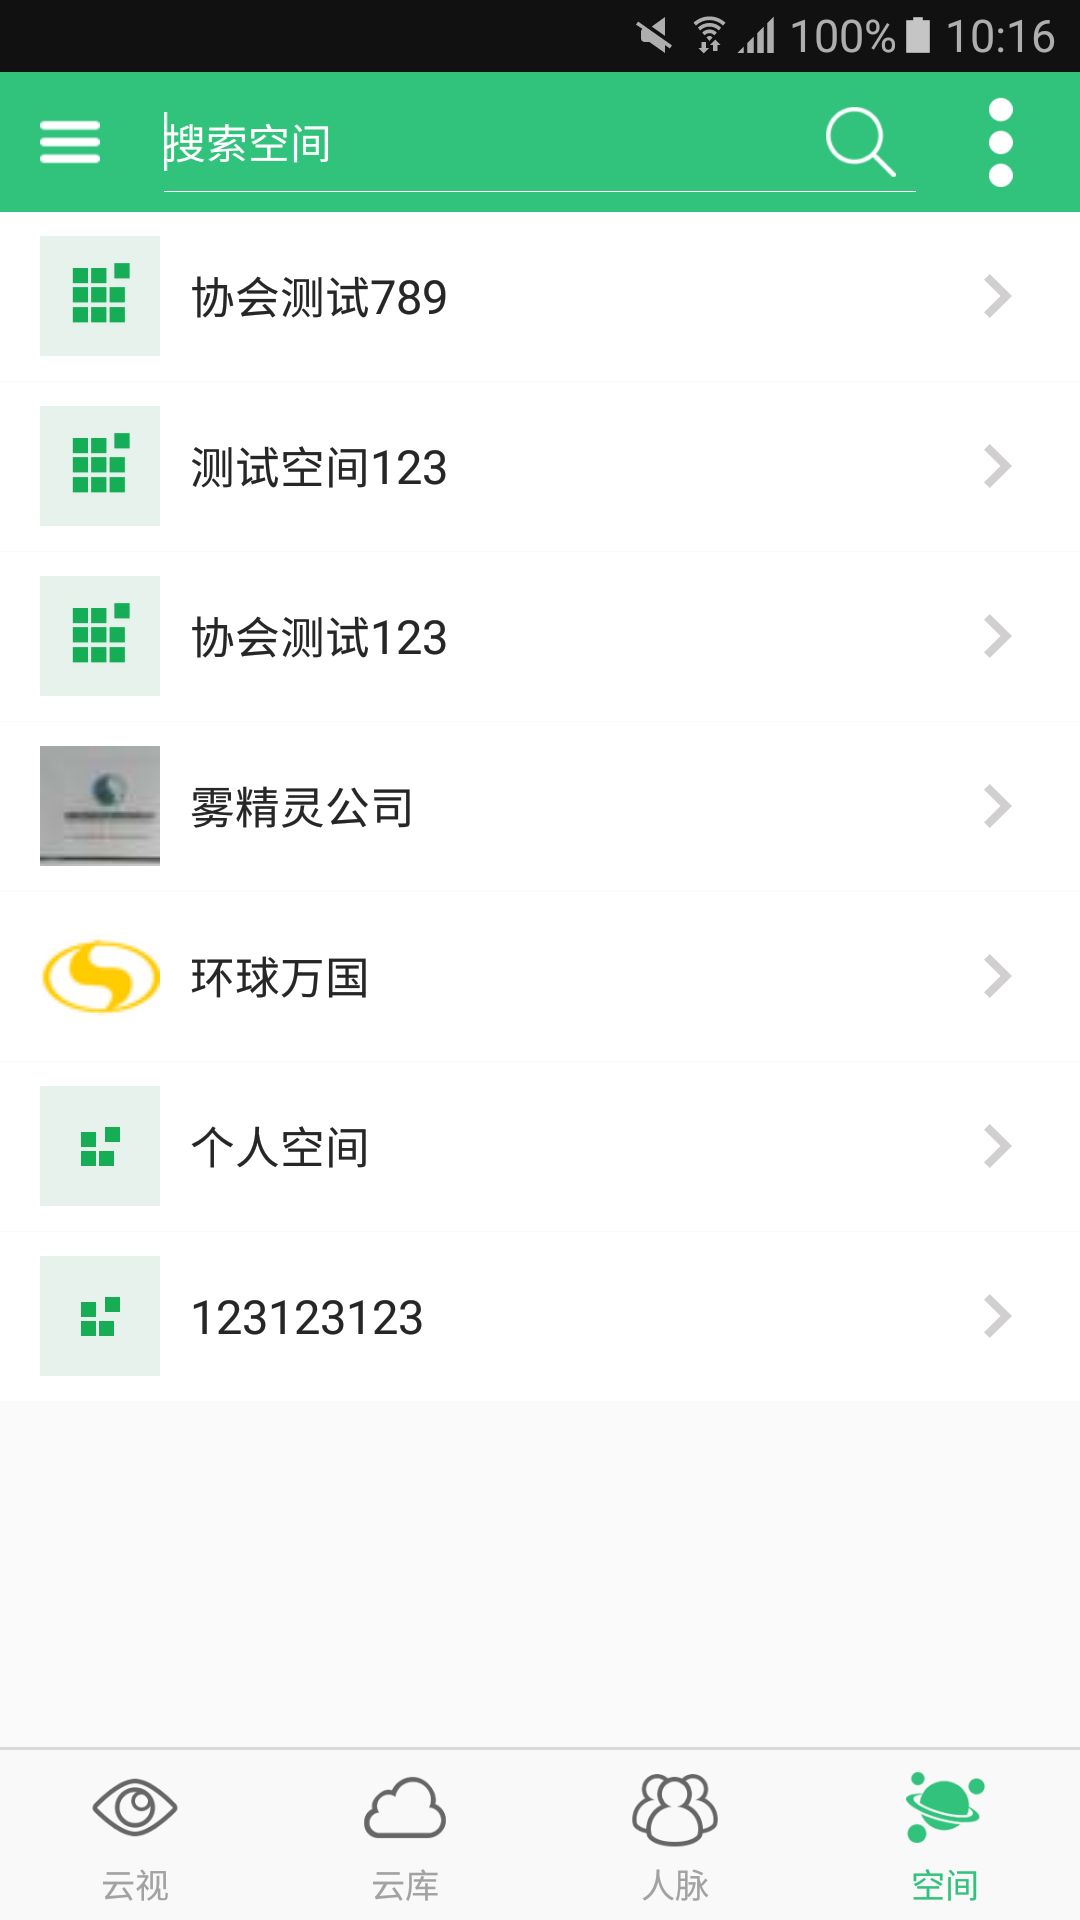 100% 10:16
搜索空间
协会测试789
测试空间123
协会测试123
雾精灵公司
环球万国
个人空间
123123123
云视 云库 人脉 空间